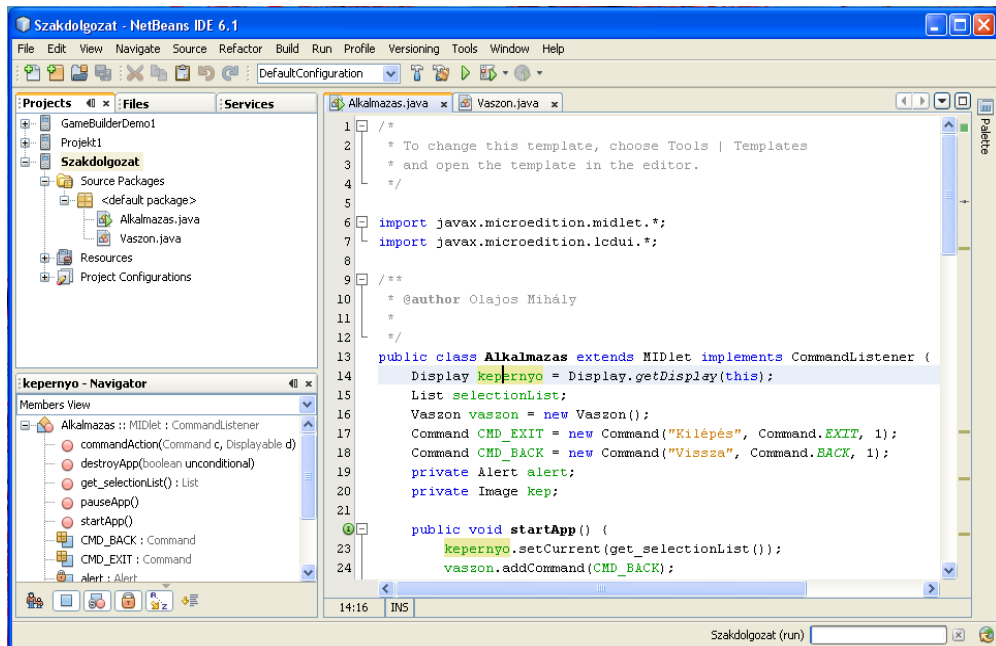 Szakdolgozat - NetBeans IDE 6.1
File Edit View Navigate Source Refactor Build Run Profile Versioning Tools Window Help
DefaultConfiguration
Projects Files Services
GameBuilderDemo1
Projekt1
Szakdolgozat
Source Packages
<default package>
Alkalmazas.java
Vaszon.java
Resources
Project Configurations
kepernyo - Navigator
Members View
Alkalmazas :: MIDlet : CommandListener
commandAction(Command c, Displayable d)
destroyApp(boolean unconditional)
get_selectionList() : List
pauseApp()
startApp()
CMD_BACK : Command
CMD_EXIT : Command
alert : Alert
Alkalmazas.java x Vaszon.java x
Palette
1 /*
2 * To change this template, choose Tools | Templates
3 * and open the template in the editor.
4 */
5
6 import javax.microedition.midlet.*;
7 import javax.microedition.lcdui.*;
8
9 /**
10 * @author Olajos Mihály
11 *
12 */
13 public class Alkalmazas extends MIDlet implements CommandListener {
14 Display kepernyo = Display.getDisplay(this);
15 List selectionList;
16 Vaszon vaszon = new Vaszon();
17 Command CMD_EXIT = new Command("Kilépés", Command.EXIT, 1);
18 Command CMD_BACK = new Command("Vissza", Command.BACK, 1);
19 private Alert alert;
20 private Image kep;
21
public void startApp() {
23 kepernyo.setCurrent(get_selectionList());
24 vaszon.addCommand(CMD_BACK);
14:16 INS
Szakdolgozat (run)